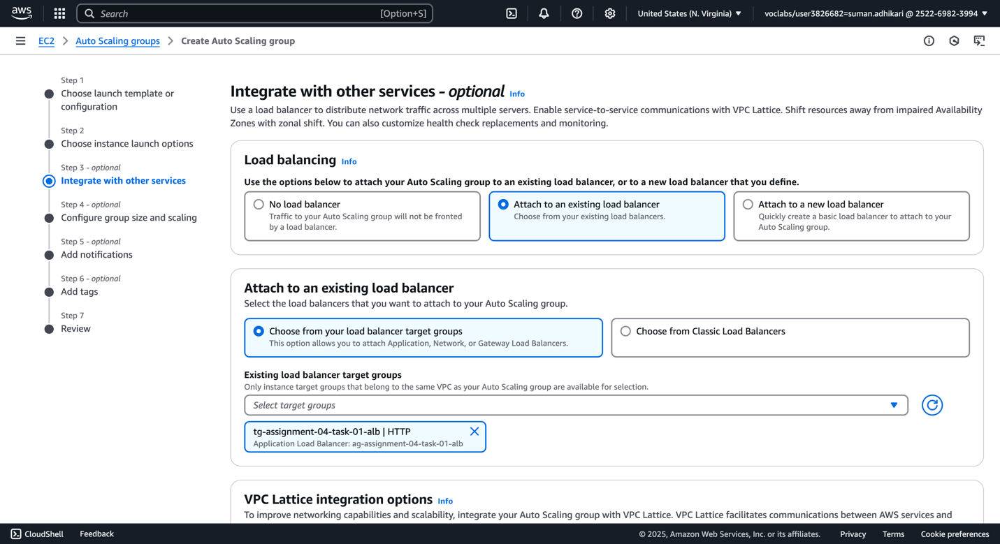 aws
Search [Option+S]
United States (N. Virginia) ▼
voclabs/user3826682=suman.adhikari @ 2522-6982-3994 ▼
EC2 > Auto Scaling groups > Create Auto Scaling group
Step 1
Choose launch template or
configuration
Step 2
Choose instance launch options
Step 3 - optional
Integrate with other services
Step 4 - optional
Configure group size and scaling
Step 5 - optional
Add notifications
Step 6 - optional
Add tags
Step 7
Review
Integrate with other services - optional Info
Use a load balancer to distribute network traffic across multiple servers. Enable service-to-service communications with VPC Lattice. Shift resources away from impaired Availability
Zones with zonal shift. You can also customize health check replacements and monitoring.
Load balancing Info
Use the options below to attach your Auto Scaling group to an existing load balancer, or to a new load balancer that you define.
No load balancer
Traffic to your Auto Scaling group will not be fronted
by a load balancer.
Attach to an existing load balancer
Choose from your existing load balancers.
Attach to a new load balancer
Quickly create a basic load balancer to attach to your
Auto Scaling group.
Attach to an existing load balancer
Select the load balancers that you want to attach to your Auto Scaling group.
Choose from your load balancer target groups
This option allows you to attach Application, Network, or Gateway Load Balancers.
Choose from Classic Load Balancers
Existing load balancer target groups
Only instance target groups that belong to the same VPC as your Auto Scaling group are available for selection.
Select target groups
tg-assignment-04-task-01-alb | HTTP
Application Load Balancer: ag-assignment-04-task-01-alb
VPC Lattice integration options Info
To improve networking capabilities and scalability, integrate your Auto Scaling group with VPC Lattice. VPC Lattice facilitates communications between AWS services and
CloudShell
Feedback
© 2025, Amazon Web Services, Inc. or its affiliates.
Privacy
Terms
Cookie preferences